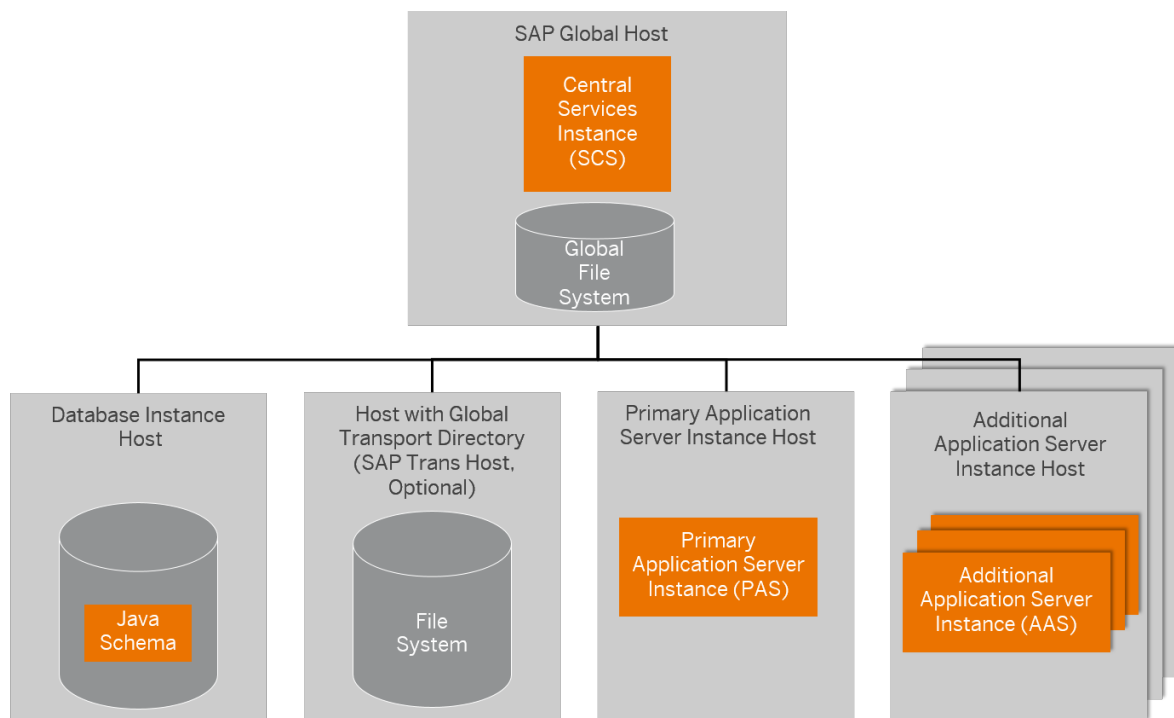 SAP Global Host
Central
Services
Instance
(SCS)
Global
File
System
Database Instance
Host
Java
Schema
Host with Global
Transport Directory
(SAP Trans Host,
Optional)
File
System
Primary Application
Server Instance Host
Primary
Application Server
Instance (PAS)
Additional
Application Server
Instance Host
Additional
Application Server
Instance (AAS)